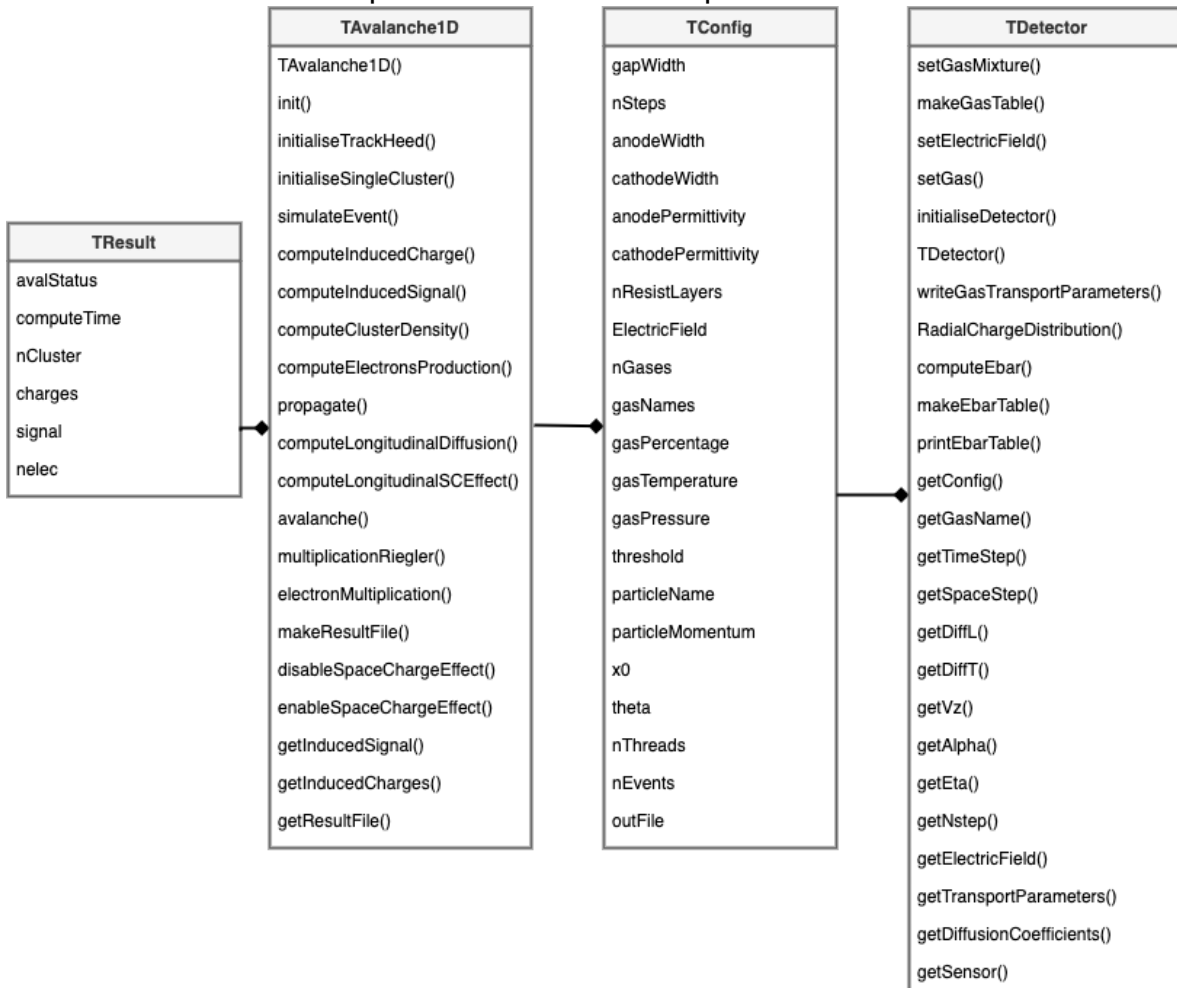 TAvalanche1D
TAvalanche1D()
init()
initialiseTrackHeed()
initialiseSingleCluster()
simulateEvent()
computeInducedCharge()
computeInducedSignal()
computeClusterDensity()
computeElectronsProduction()
propagate()
computeLongitudinalDiffusion()
computeLongitudinalSCEffect()
avalanche()
multiplicationRiegler()
electronMultiplication()
makeResultFile()
disableSpaceChargeEffect()
enableSpaceChargeEffect()
getInducedSignal()
getInducedCharges()
getResultFile()
TConfig
gapWidth
nSteps
anodeWidth
cathodeWidth
anodePermittivity
cathodePermittivity
nResistLayers
ElectricField
nGases
gasNames
gasPercentage
gasTemperature
gasPressure
threshold
particleName
particleMomentum
x0
theta
nThreads
nEvents
outFile
TDetector
setGasMixture()
makeGasTable()
setElectricField()
setGas()
initialiseDetector()
TDetector()
writeGasTransportParameters()
RadialChargeDistribution()
computeEbar()
makeEbarTable()
printEbarTable()
getConfig()
getGasName()
getTimeStep()
getSpaceStep()
getDiffL()
getDiffT()
getVz()
getAlpha()
getEta()
getNstep()
getElectricField()
getTransportParameters()
getDiffusionCoefficients()
getSensor()
TResult
avalStatus
computeTime
nCluster
charges
signal
nelec